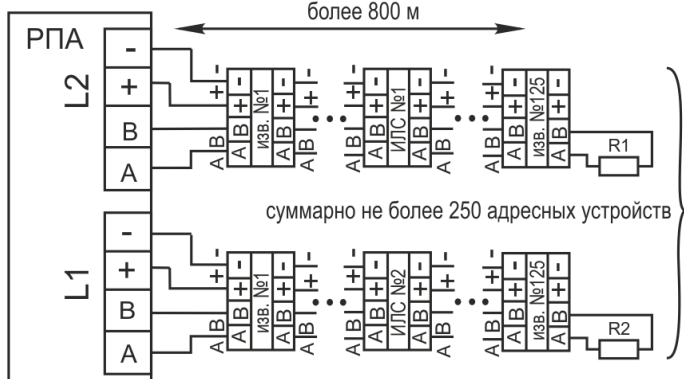 более 800 м
РПА
L2
-
+
B
A
- + B A
- + B A
изв. №1
- + B A
- + B A
...
- + B A
- + B A
ИЛС №1
- + B A
- + B A
...
- + B A
- + B A
изв. №125
- + B A
R1
суммарно не более 250 адресных устройств
L1
-
+
B
A
- + B A
- + B A
изв. №1
- + B A
- + B A
...
- + B A
- + B A
ИЛС №2
- + B A
- + B A
...
- + B A
- + B A
изв. №125
- + B A
R2